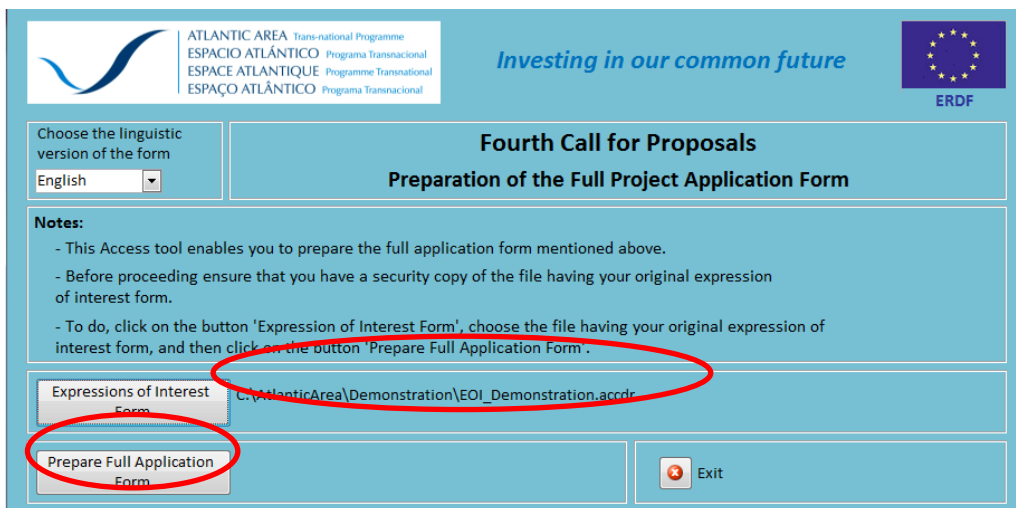 ATLANTIC AREA Trans-national Programme
ESPACIO ATLÁNTICO Programa Transnacional
ESPACE ATLANTIQUE Programme Transnational
ESPAÇO ATLÂNTICO Programa Transnacional
Investing in our common future
ERDF
Choose the linguistic
version of the form
English
Fourth Call for Proposals
Preparation of the Full Project Application Form
Notes:
- This Access tool enables you to prepare the full application form mentioned above.
- Before proceeding ensure that you have a security copy of the file having your original expression
of interest form.
- To do, click on the button 'Expression of Interest Form', choose the file having your original expression of
interest form, and then click on the button 'Prepare Full Application Form'.
Expressions of Interest
Form
C:\AtlanticArea\Demonstration\EOI_Demonstration.accdr
Prepare Full Application
Form
Exit